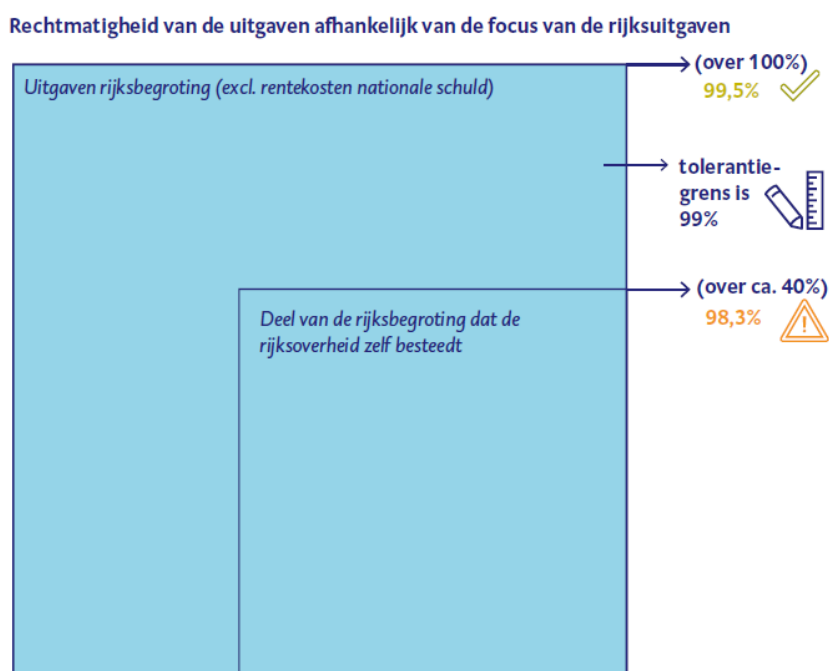 Rechtmatigheid van de uitgaven afhankelijk van de focus van de rijksuitgaven
(over 100%)
Uitgaven rijksbegroting (excl. rentekosten nationale schuld)
99,5%
tolerantie-
grens is
99%
(over ca. 40%)
98,3%
Deel van de rijksbegroting dat de
rijksoverheid zelf besteedt